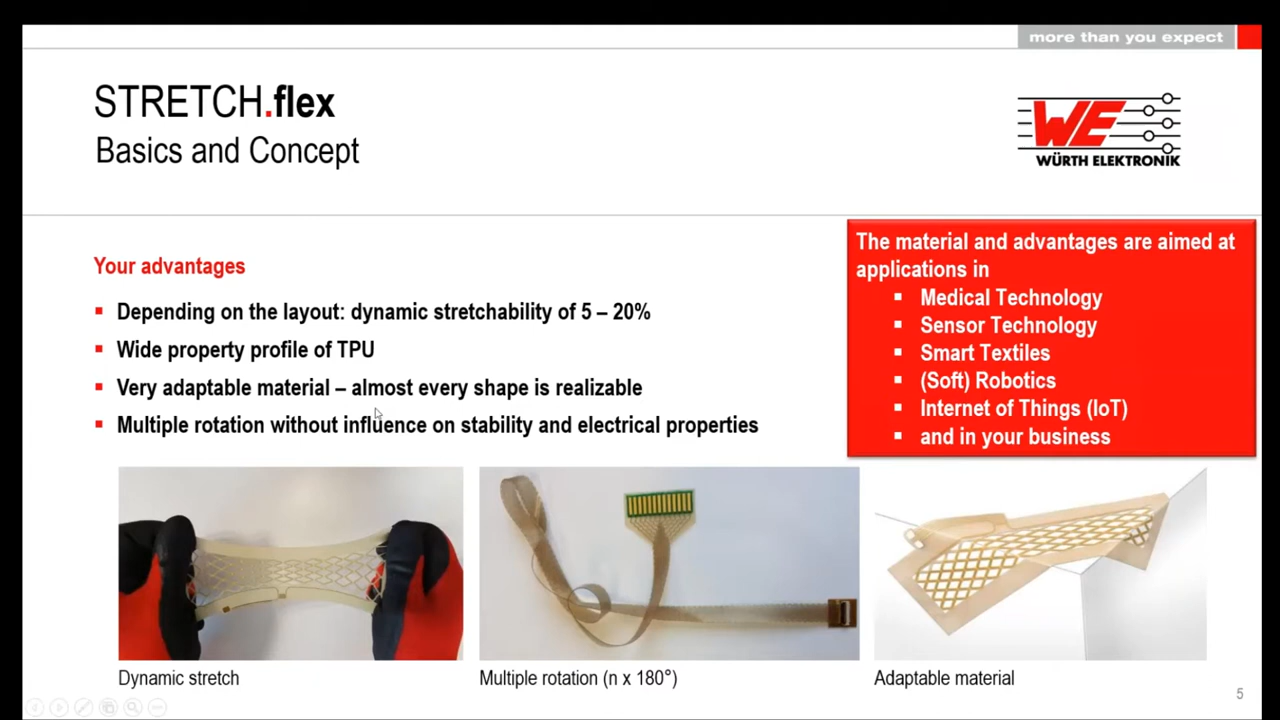 more than you expect
STRETCH.flex
Basics and Concept
WE
WÜRTH ELEKTRONIK
Your advantages
▪ Depending on the layout: dynamic stretchability of 5 – 20%
▪ Wide property profile of TPU
▪ Very adaptable material – almost every shape is realizable
▪ Multiple rotation without influence on stability and electrical properties
The material and advantages are aimed at
applications in
▪ Medical Technology
▪ Sensor Technology
▪ Smart Textiles
▪ (Soft) Robotics
▪ Internet of Things (IoT)
▪ and in your business
Dynamic stretch
Multiple rotation (n x 180°)
Adaptable material
5